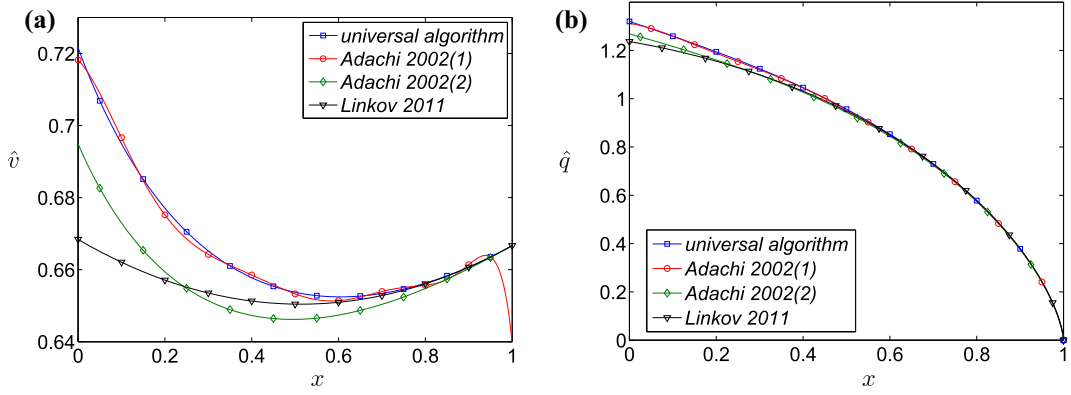 (a)
universal algorithm
Adachi 2002(1)
Adachi 2002(2)
Linkov 2011
0.72
0.7
0.68
0.66
0.64
v̂
0 0.2 0.4 0.6 0.8 1
x
(b)
1.2
1
0.8
0.6
0.4
0.2
0
q̂
universal algorithm
Adachi 2002(1)
Adachi 2002(2)
Linkov 2011
0 0.2 0.4 0.6 0.8 1
x